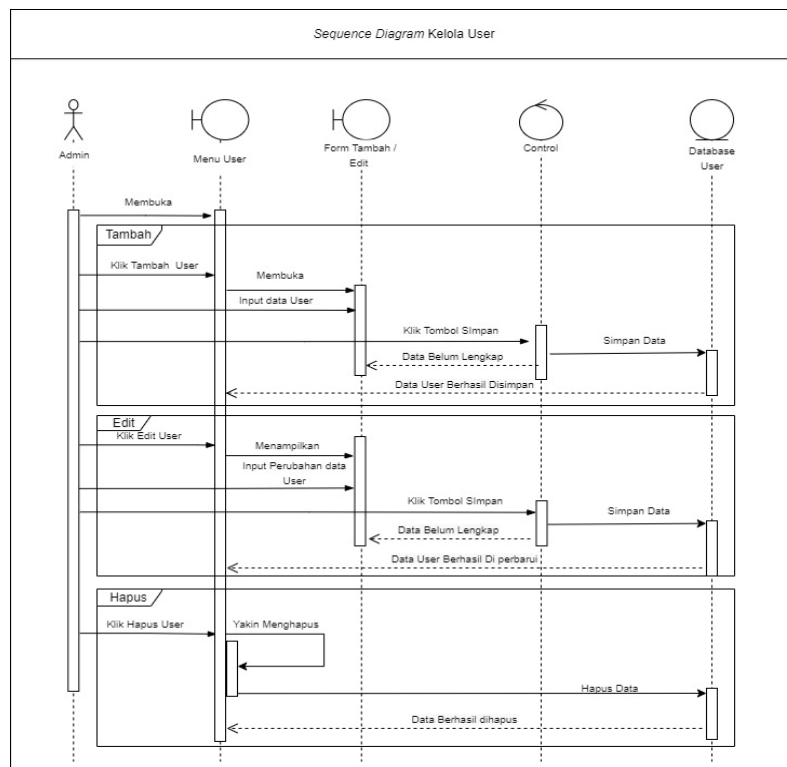 Sequence Diagram Kelola User
Admin
Menu User
Form Tambah /
Edit
Control
Database
User
Membuka
Tambah
Klik Tambah User
Membuka
Input data User
Klik Tombol SImpan
Simpan Data
Data Belum Lengkap
Data User Berhasil Disimpan
Edit
Klik Edit User
Menampilkan
Input Perubahan data
User
Klik Tombol SImpan
Simpan Data
Data Belum Lengkap
Data User Berhasil Di perbarui
Hapus
Klik Hapus User
Yakin Menghapus
Hapus Data
Data Berhasil dihapus